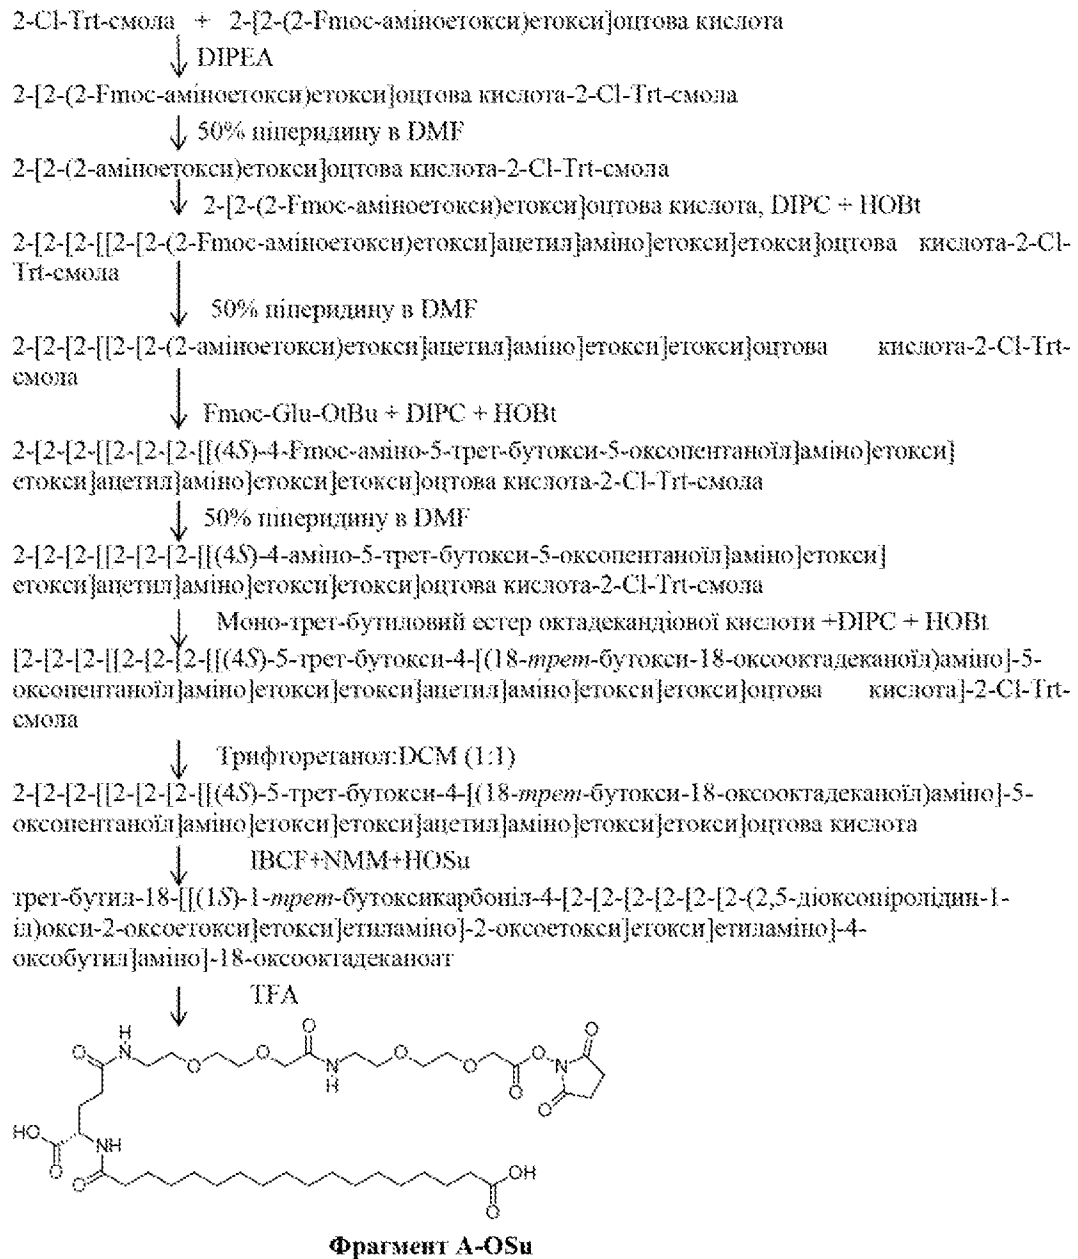 2-Cl-Trt-смола + 2-[2-(2-Fmoc-аміноетокси)етокси]оцтова кислота
DIPEA
2-[2-(2-Fmoc-аміноетокси)етокси]оцтова кислота-2-Cl-Trt-смола
50% піперидину в DMF
2-[2-(2-аміноетокси)етокси]оцтова кислота-2-Cl-Trt-смола
2-[2-(2-Fmoc-аміноетокси)етокси]оцтова кислота, DIPC + HOBt
2-[2-[2-[[2-[2-(2-Fmoc-аміноетокси)етокси]ацетил]аміно]етокси]етокси]оцтова кислота-2-Cl-
Trt-смола
50% піперидину в DMF
2-[2-[2-[[2-[2-(2-аміноетокси)етокси]ацетил]аміно]етокси]етокси]оцтова кислота-2-Cl-Trt-
смола
Fmoc-Glu-OtBu + DIPC + HOBt
2-[2-[2-[[2-[2-[2-[[(4S)-4-Fmoc-аміно-5-трет-бутокси-5-оксопентаноїл]аміно]етокси]
етокси]ацетил]аміно]етокси]етокси]оцтова кислота-2-Cl-Trt-смола
50% піперидину в DMF
2-[2-[2-[[2-[2-[2-[[(4S)-4-аміно-5-трет-бутокси-5-оксопентаноїл]аміно]етокси]
етокси]ацетил]аміно]етокси]етокси]оцтова кислота-2-Cl-Trt-смола
Моно-трет-бутиловий естер октадекандіової кислоти +DIPC + HOBt
[2-[2-[2-[[2-[2-[2-[[(4S)-5-трет-бутокси-4-[(18-трет-бутокси-18-оксооктадеканоїл)аміно]-5-
оксопентаноїл]аміно]етокси]етокси]ацетил]аміно]етокси]етокси]оцтова кислота]-2-Cl-Trt-
смола
Трифторетанол:DCM (1:1)
2-[2-[2-[[2-[2-[2-[[(4S)-5-трет-бутокси-4-[(18-трет-бутокси-18-оксооктадеканоїл)аміно]-5-
оксопентаноїл]аміно]етокси]етокси]ацетил]аміно]етокси]етокси]оцтова кислота
IBCF+NMM+HOSu
трет-бутил-18-[[(1S)-1-трет-бутоксикарбоніл-4-[2-[2-[2-[2-[2-[2-(2,5-діоксопіролідин-1-
іл)окси-2-оксоетокси]етокси]етиламіно]-2-оксоетокси]етокси]етиламіно]-4-
оксобутил]аміно]-18-оксооктадеканоат
TFA
H O O
O N O O N O O O N
H O O
HO NH
O O OH
O
Фрагмент A-OSu